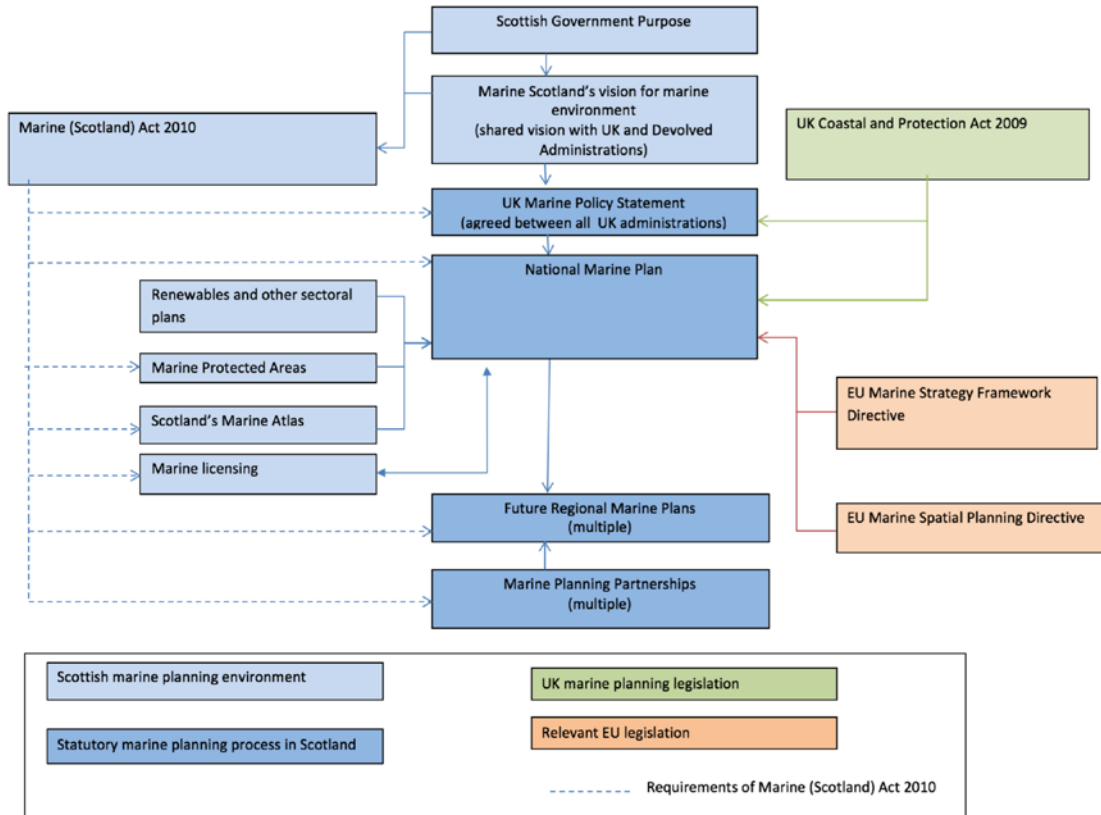 Scottish Government Purpose
Marine Scotland's vision for marine
environment
(shared vision with UK and Devolved
Administrations)
Marine (Scotland) Act 2010
UK Coastal and Protection Act 2009
UK Marine Policy Statement
(agreed between all UK administrations)
National Marine Plan
Renewables and other sectoral
plans
Marine Protected Areas
Scotland's Marine Atlas
Marine licensing
EU Marine Strategy Framework
Directive
Future Regional Marine Plans
(multiple)
EU Marine Spatial Planning Directive
Marine Planning Partnerships
(multiple)
Scottish marine planning environment
UK marine planning legislation
Statutory marine planning process in Scotland
Relevant EU legislation
Requirements of Marine (Scotland) Act 2010